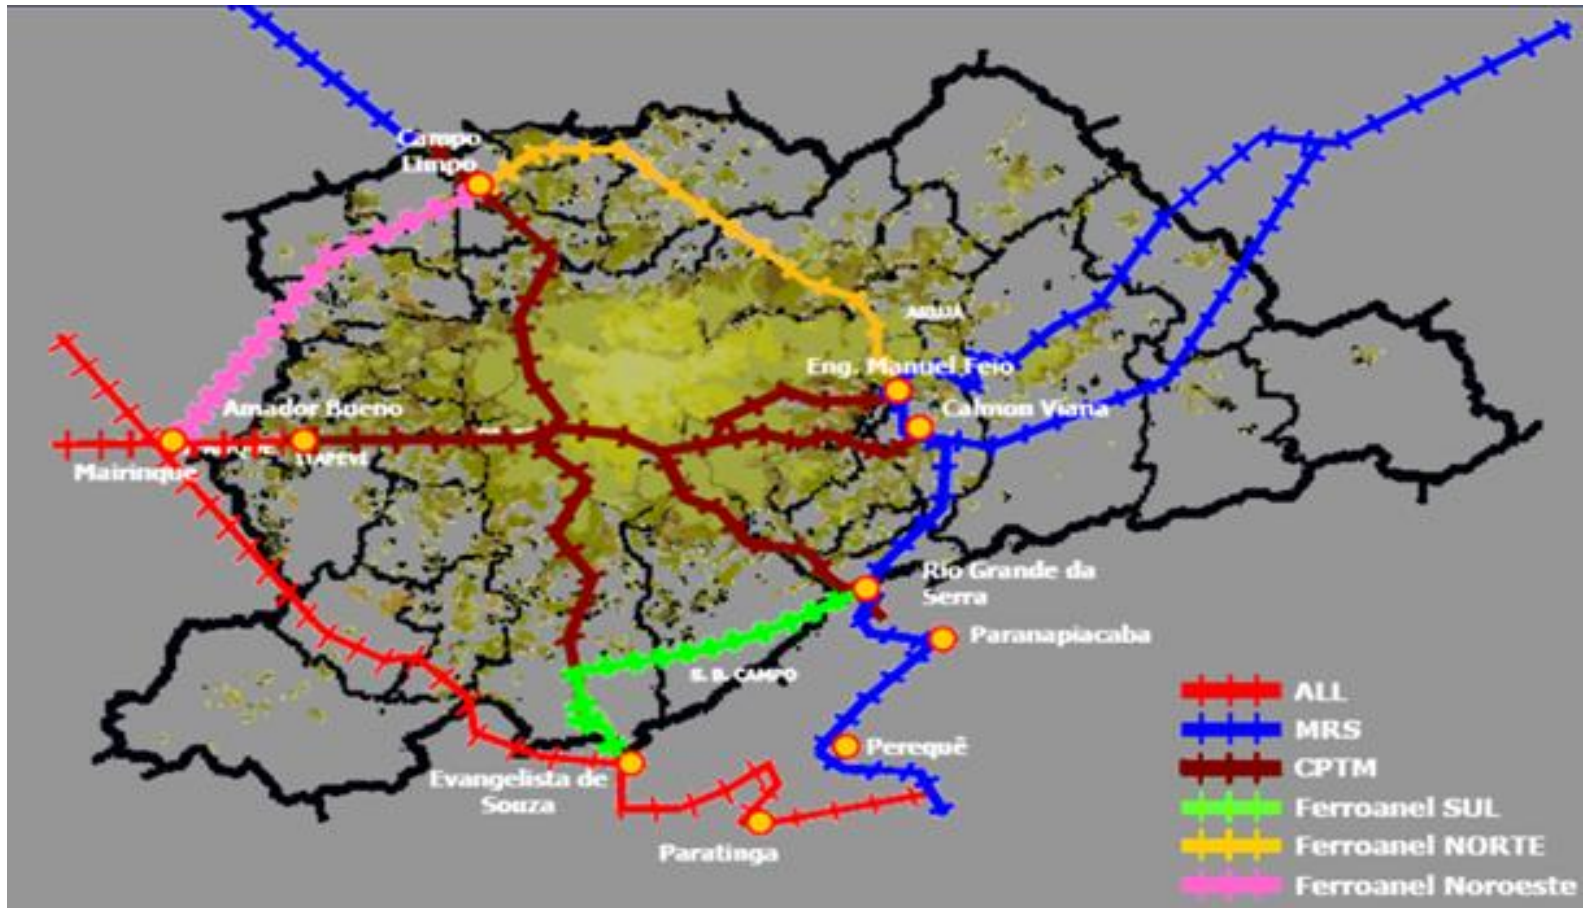 Campo
Limpo
ARUJÁ
Eng. Manuel Feio
Amador Bueno
Calmon Viana
ITAPEVI
Mairinque
Rio Grande da
Serra
Paranapiacaba
S. B. CAMPO
ALL
MRS
Perequê
CPTM
Evangelista de
Souza
Ferroanel SUL
Ferroanel NORTE
Paratinga
Ferroanel Noroeste